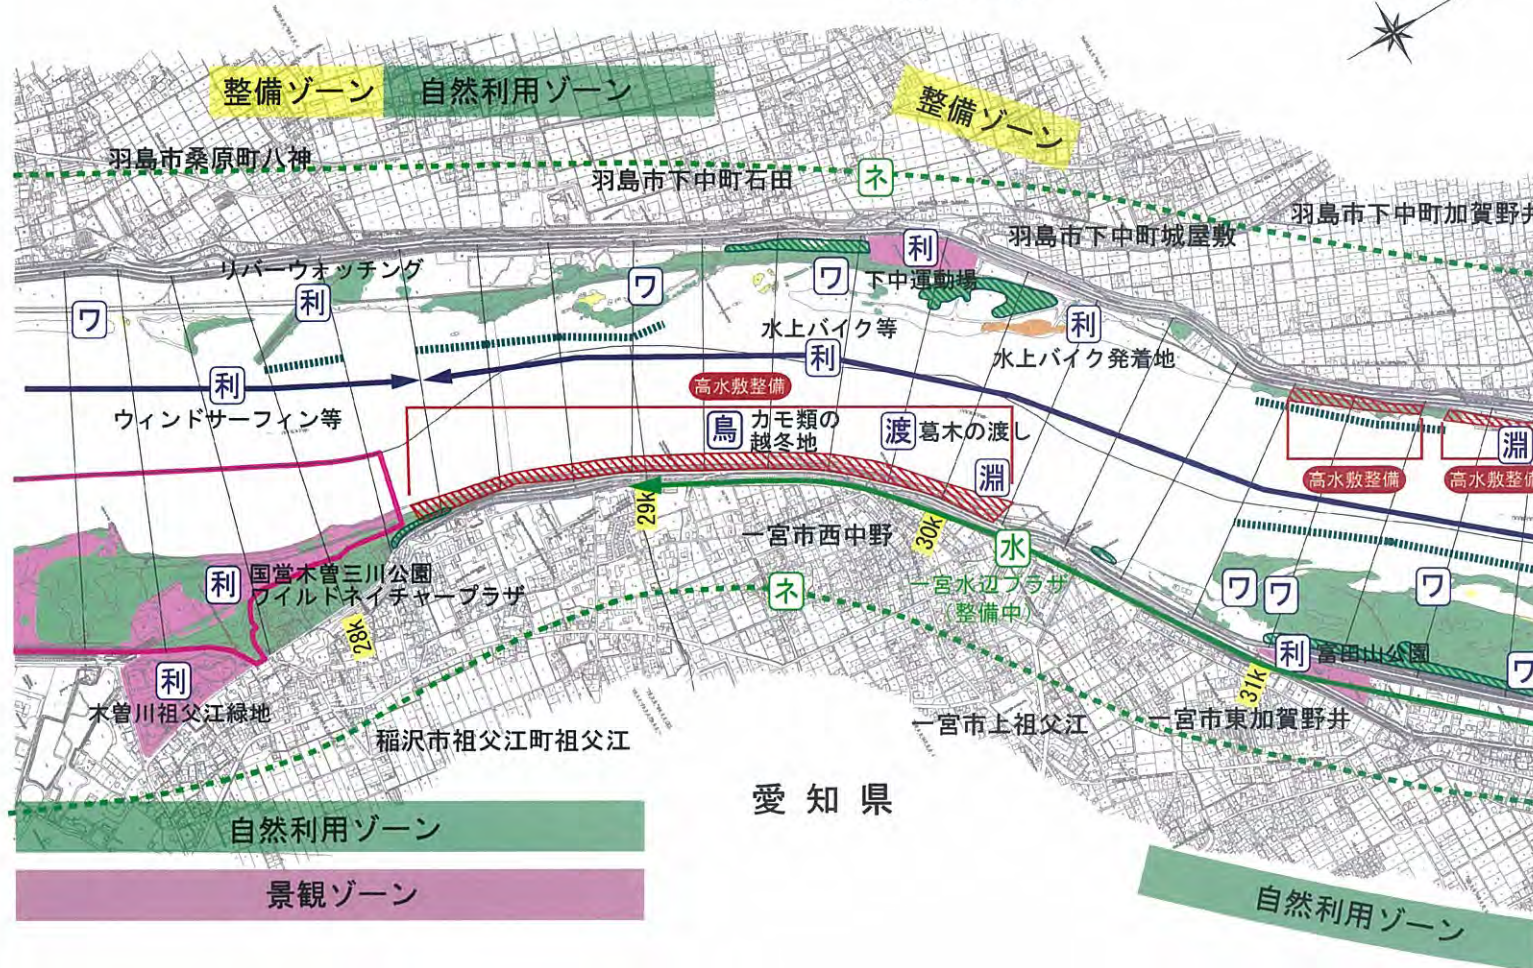 整備ゾーン
自然利用ゾーン
整備ゾーン
羽島市桑原町八神
羽島市下中町石田
ネ
羽島市下中町城屋敷
羽島市下中町加賀野井
リバーウォッチング
利
ワ
ワ
ワ
利
下中運動場
水上バイク等
利
利
水上バイク発着地
利
ウィンドサーフィン等
高水敷整備
鳥
カモ類の
越冬地
渡
葛木の渡し
淵
高水敷整備
淵
高水敷整備
29k
一宮市西中野
30k
水
一宮水辺プラザ
(整備中)
ネ
利
国営木曽三川公園
ワイルドネイチャープラザ
28k
利
木曽川祖父江緑地
稲沢市祖父江町祖父江
ワ
ワ
ワ
利
冨田山公園
ワ
31k
一宮市上祖父江
一宮市東加賀野井
愛知県
自然利用ゾーン
景観ゾーン
自然利用ゾーン